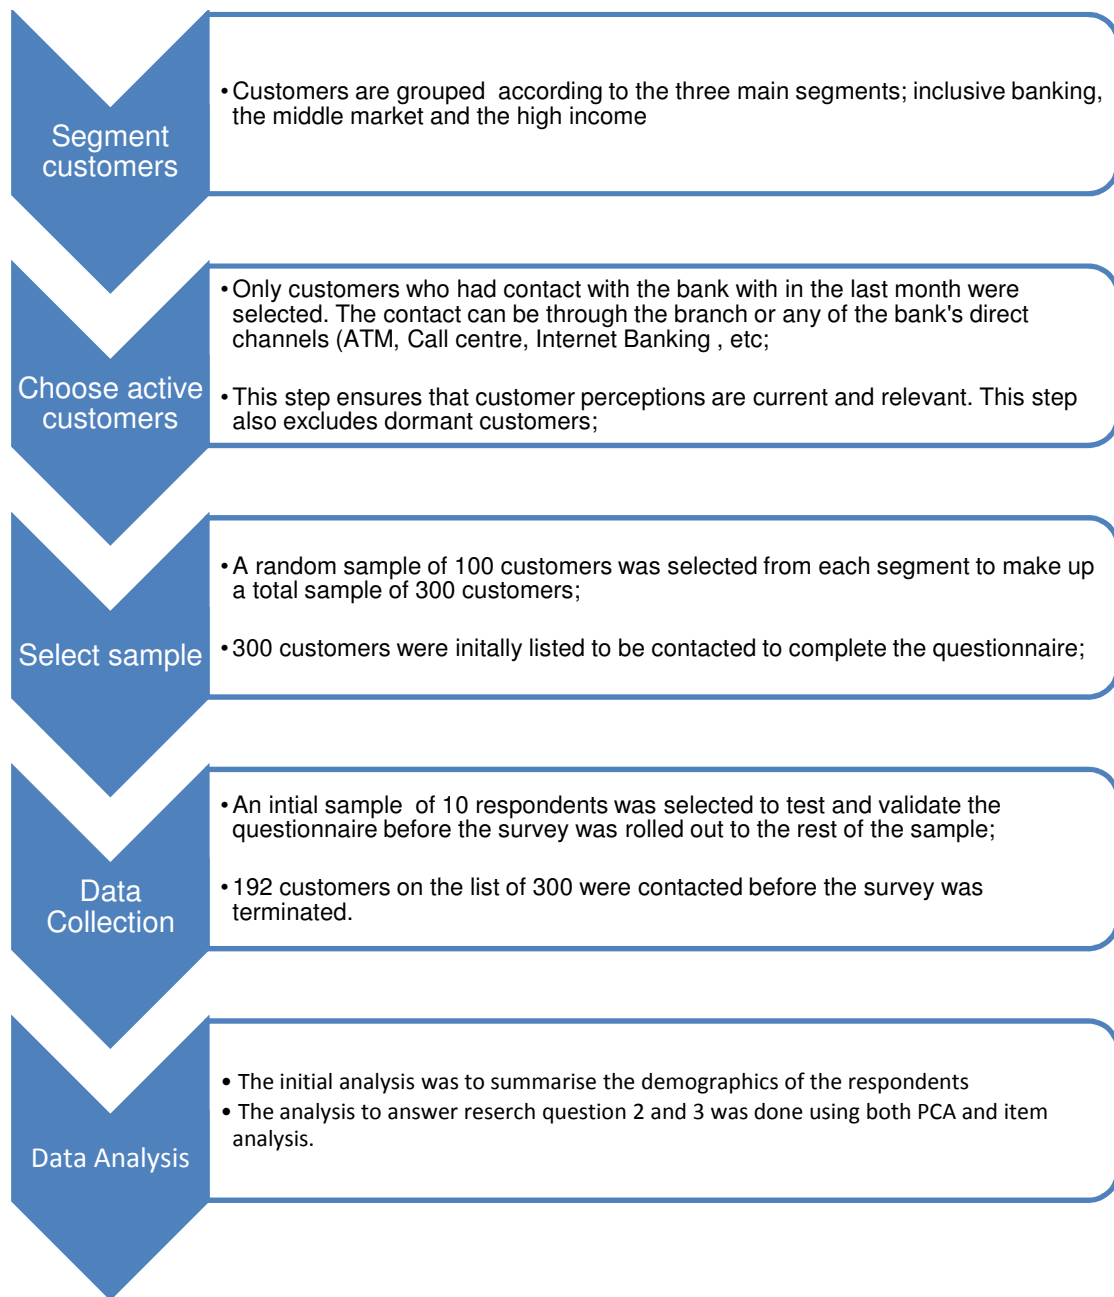 Segment
customers
•Customers are grouped  according to the three main segments; inclusive banking,
the middle market and the high income
Choose active
customers
•Only customers who had contact with the bank with in the last month were
selected. The contact can be through the branch or any of the bank's direct
channels (ATM, Call centre, Internet Banking , etc;
•This step ensures that customer perceptions are current and relevant. This step
also excludes dormant customers;
Select sample
•A random sample of 100 customers was selected from each segment to make up
a total sample of 300 customers;
•300 customers were initally listed to be contacted to complete the questionnaire;
Data
Collection
•An intial sample  of 10 respondents was selected to test and validate the
questionnaire before the survey was rolled out to the rest of the sample;
•192 customers on the list of 300 were contacted before the survey was
terminated.
Data Analysis
• The initial analysis was to summarise the demographics of the respondents
• The analysis to answer reserch question 2 and 3 was done using both PCA and item
analysis.